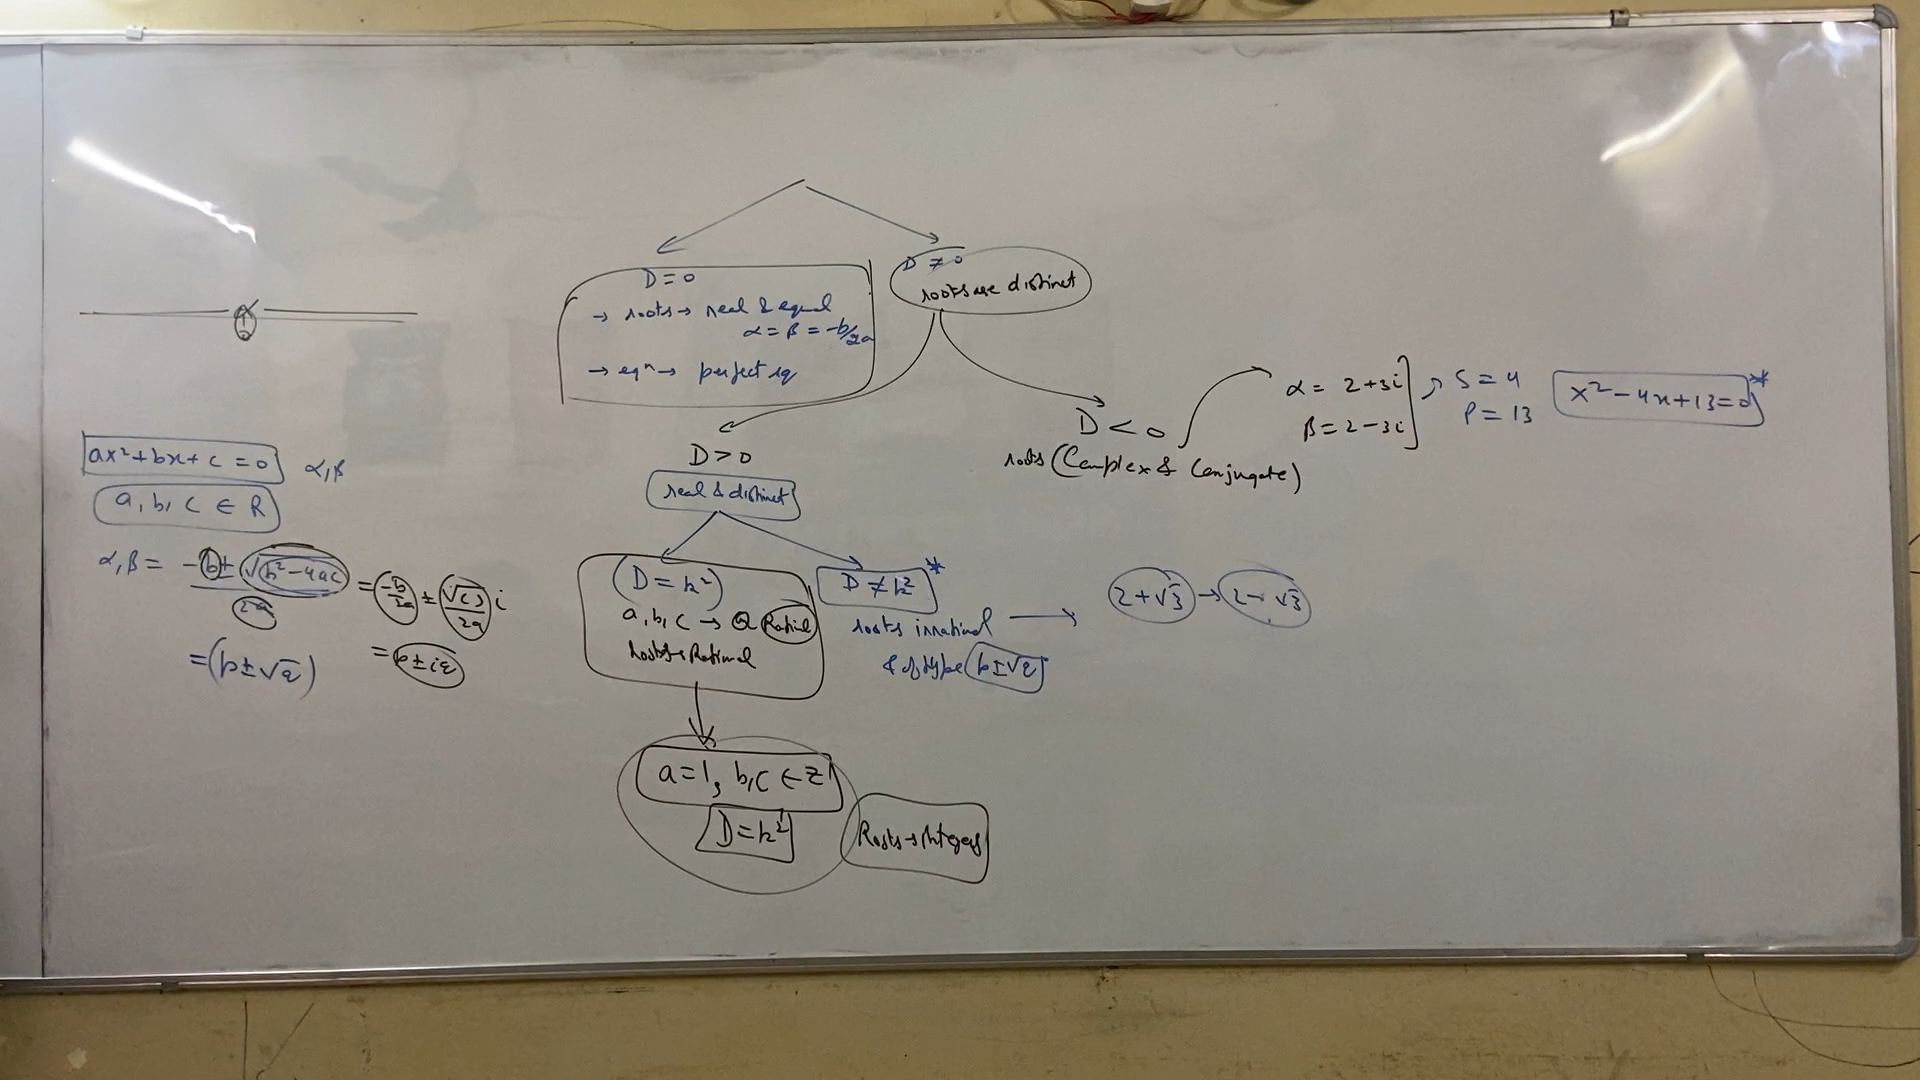 D = 0
→ roots → real & equal
α = β = -b/2a
→ eqⁿ → perfect sq
D ≠ 0
roots are distinct
D > 0
real & distinct
D < 0
roots (Complex & Conjugate)
α = 2+3i
β = 2-3i
S = 4
P = 13
x² - 4x + 13 = 0 *
ax² + bx + c = 0 α, β
a, b, c ∈ R
α, β = -b ± √(b² - 4ac) / 2a = -b/2a ± √( ) / 2a i
= (p ± √q) = p ± iq
D = k²
a, b, c → Q Rational
Roots → Rational
D ≠ k² *
roots irrational
& of type p ± √q
2+√3 → 2-√3
a = 1, b, c ∈ Z
D = k²
Roots → Integers